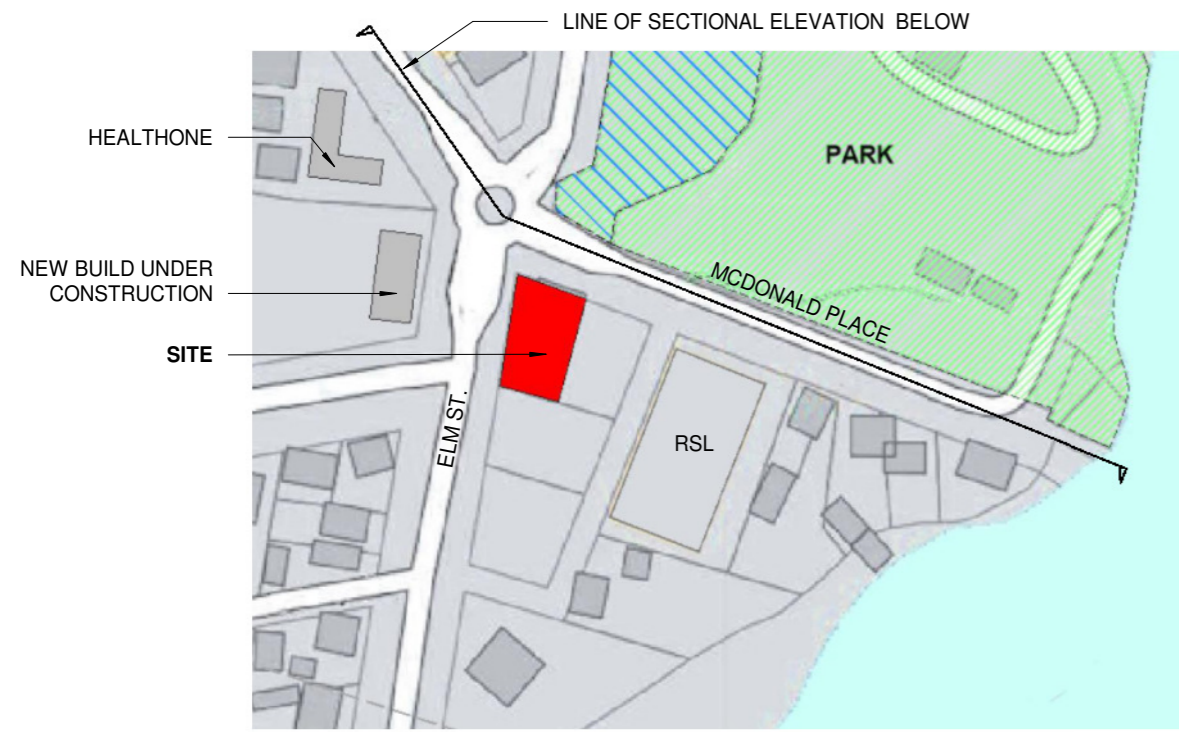 LINE OF SECTIONAL ELEVATION BELOW
HEALTHONE
PARK
NEW BUILD UNDER
CONSTRUCTION
MCDONALD PLACE
SITE
ELM ST.
RSL